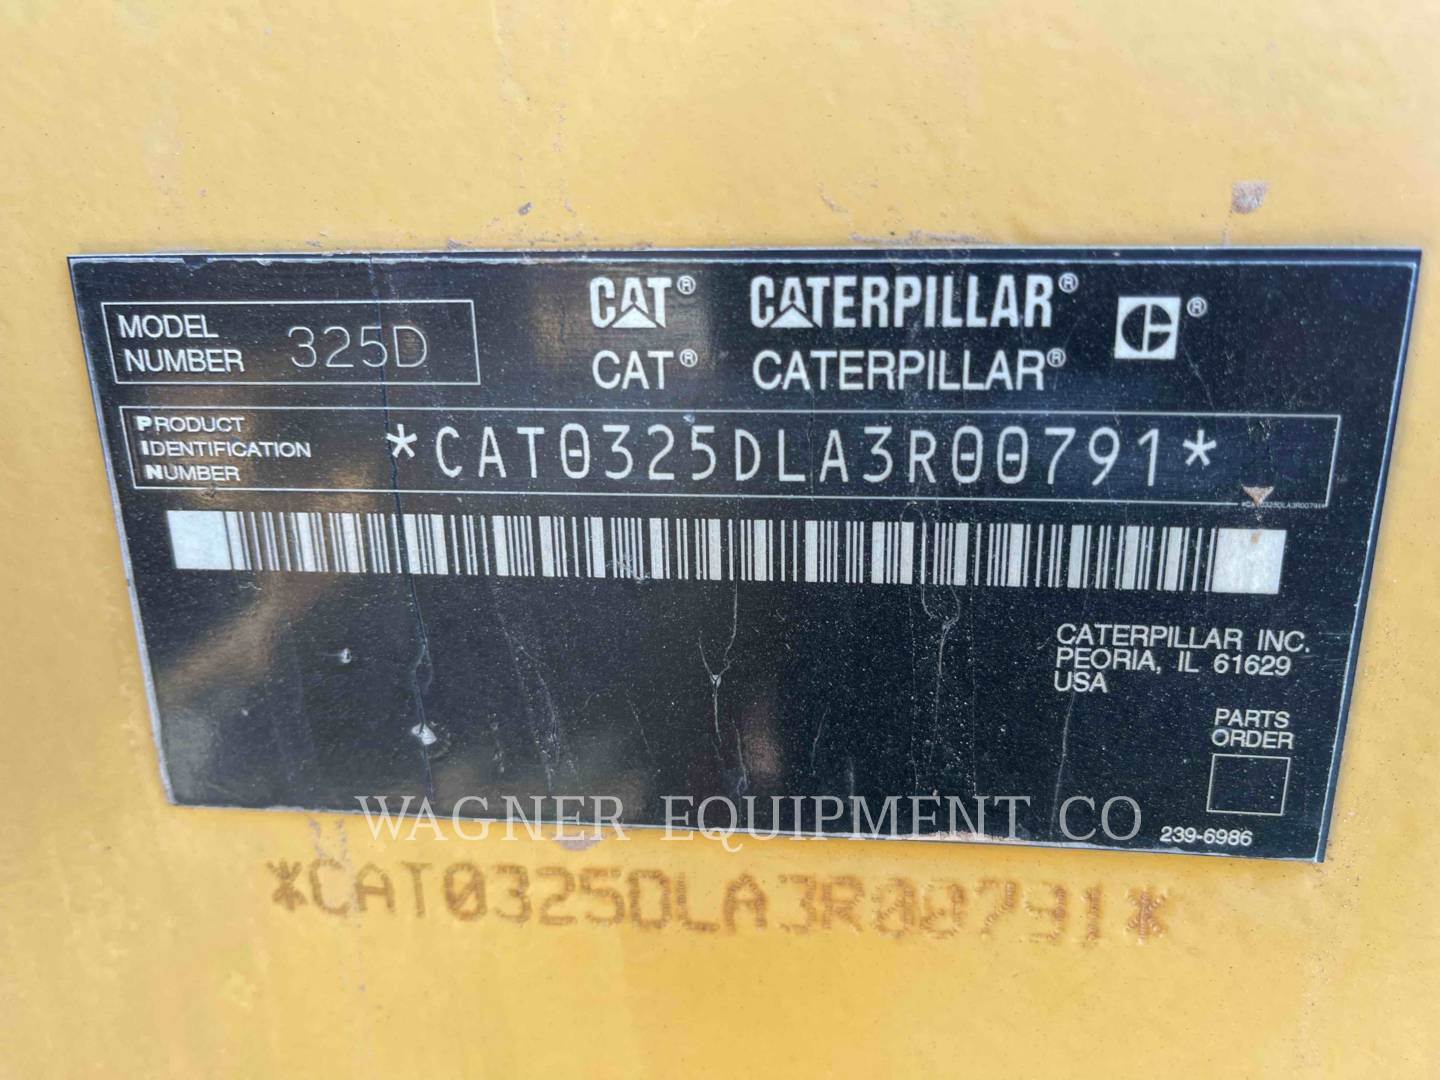 MODEL NUMBER 325D
CAT® CATERPILLAR® C®
CAT® CATERPILLAR®
PRODUCT
IDENTIFICATION
NUMBER
*CAT0325DLA3R00791*
*CAT0325DLA3R00791*
CATERPILLAR INC.
PEORIA, IL 61629
USA
PARTS
ORDER
239-6986
WAGNER EQUIPMENT CO
*CAT0325DLA3R00791*